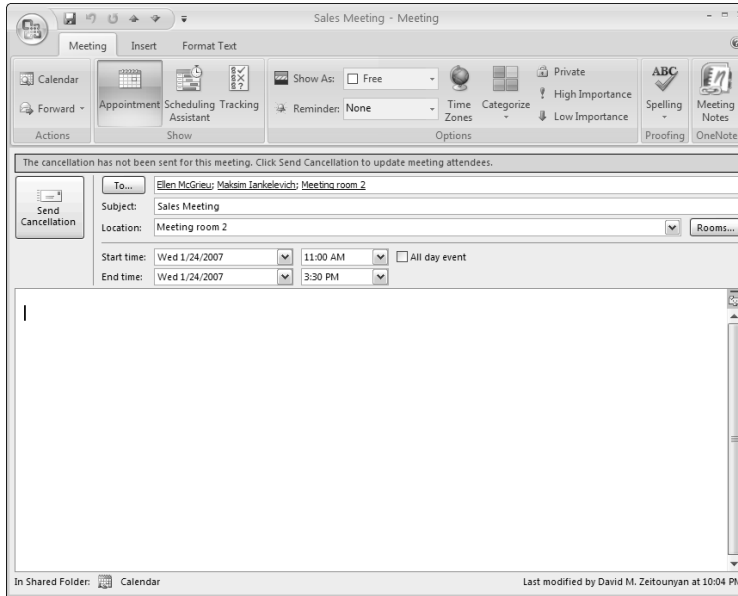 Sales Meeting - Meeting
Meeting Insert Format Text
Calendar
Forward
Actions
Appointment Scheduling Assistant Tracking
Show
Show As: Free
Reminder: None
Time Zones Categorize
Private
High Importance
Low Importance
Options
ABC
Spelling
Proofing
Meeting Notes
OneNote
The cancellation has not been sent for this meeting. Click Send Cancellation to update meeting attendees.
Send Cancellation
To... Ellen McGrieu; Maksim Iankelevich; Meeting room 2
Subject: Sales Meeting
Location: Meeting room 2 Rooms...
Start time: Wed 1/24/2007 11:00 AM All day event
End time: Wed 1/24/2007 3:30 PM
In Shared Folder: Calendar Last modified by David M. Zeitounyan at 10:04 PM